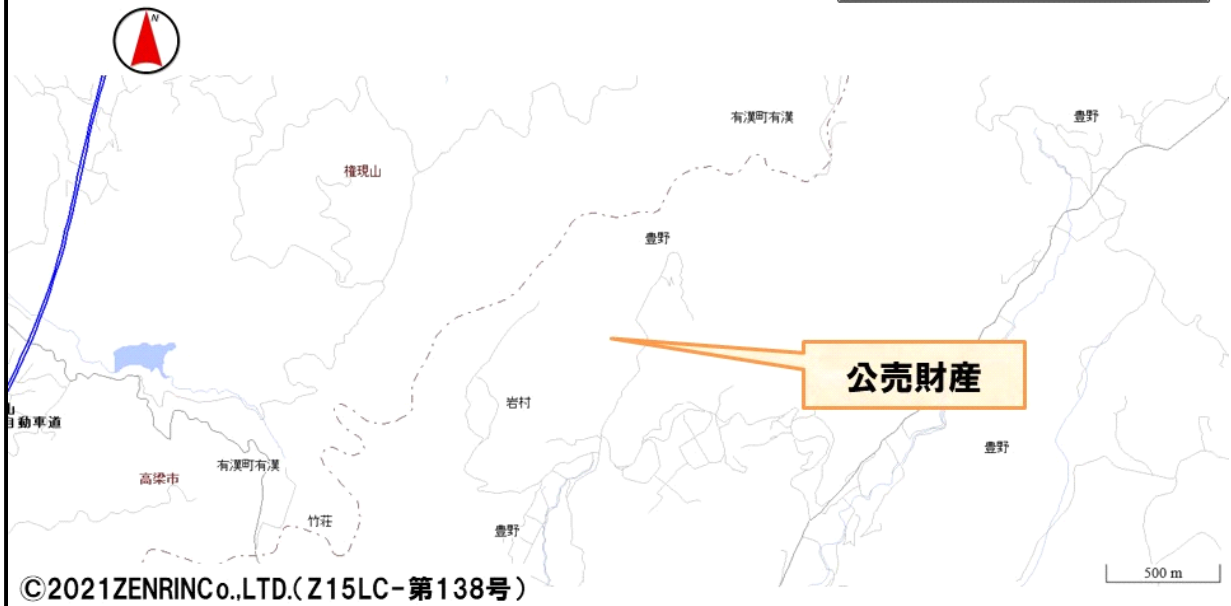 N
有漢町有漢
豊野
権現山
豊野
公売財産
岩村
自動車道
豊野
有漢町有漢
高梁市
竹荘
豊野
500 m
©2021ZENRINCo.,LTD.(Z15LC-第138号)